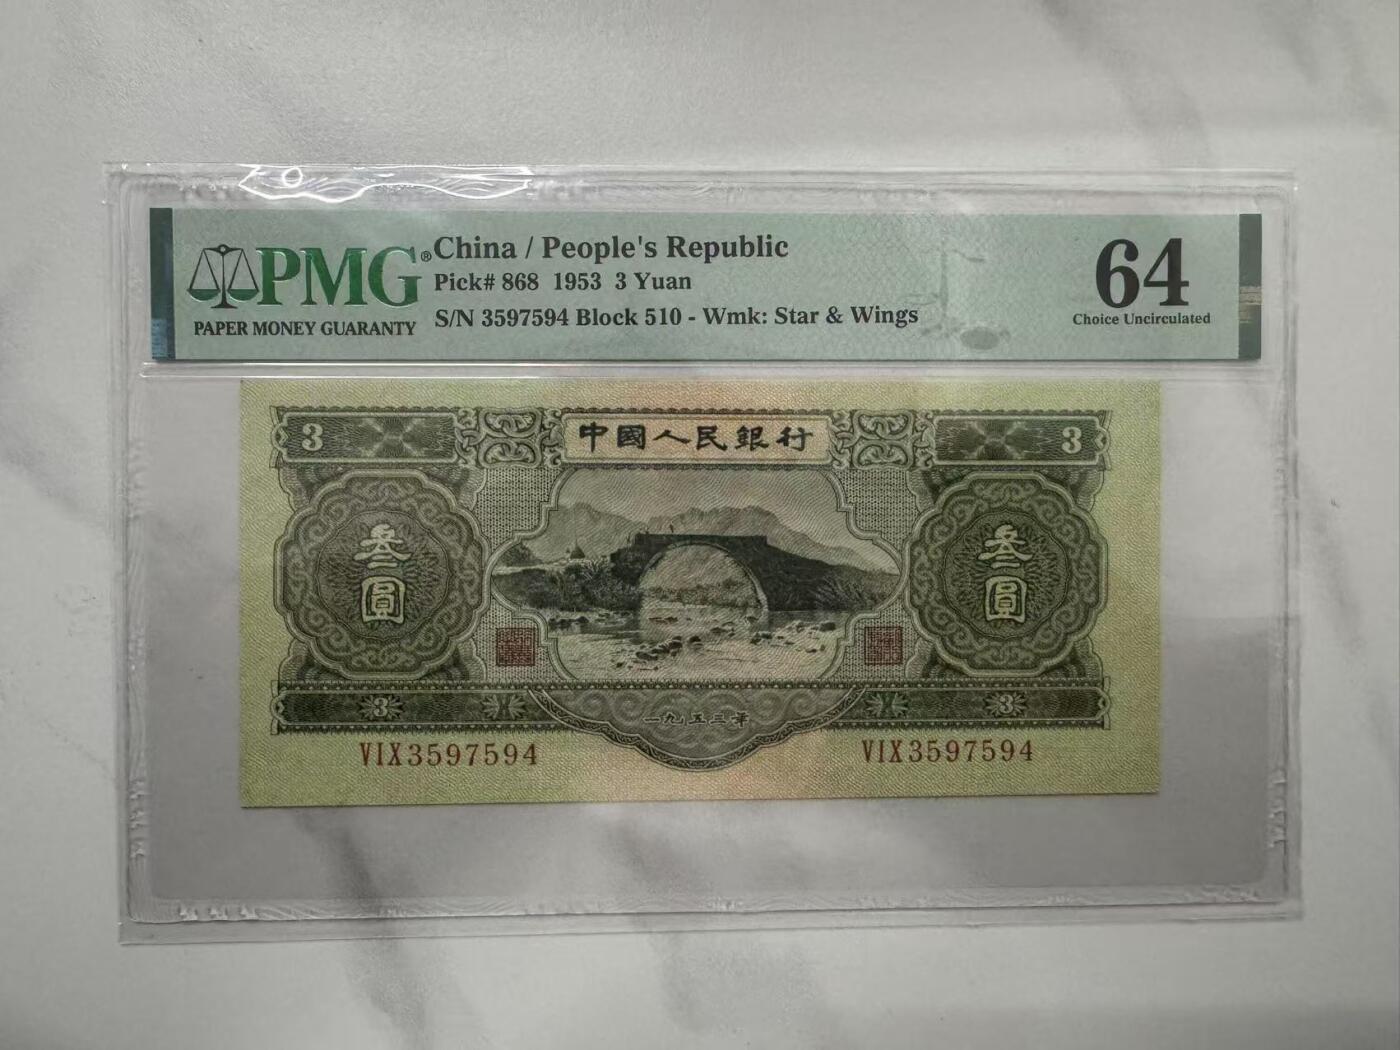 PMG®
PAPER MONEY GUARANTY
China / People's Republic
Pick# 868 1953 3 Yuan
S/N 3597594 Block 510 - Wmk: Star & Wings
64
Choice Uncirculated
3 中國人民銀行 3
叁圓 叁圓
3 3
一九五三年
VIX3597594 VIX3597594